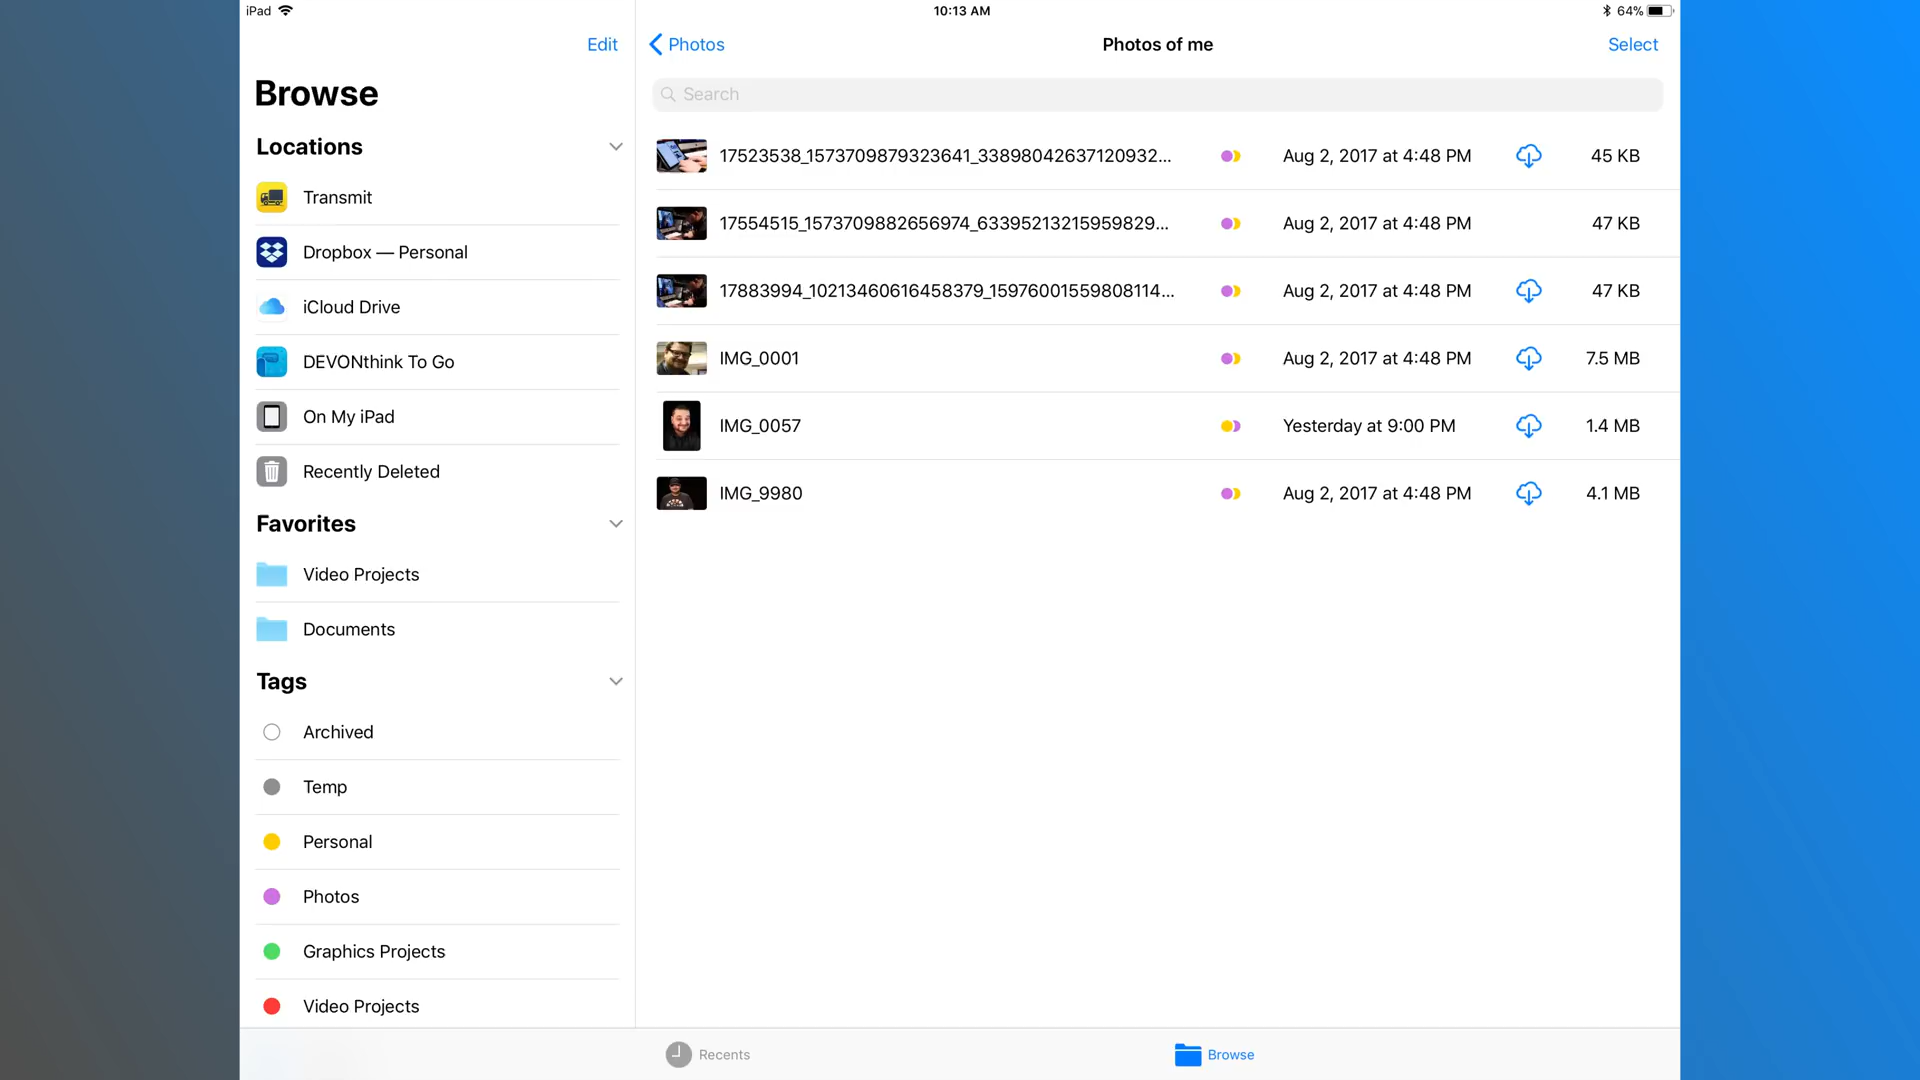 iPad
10:13 AM
64%
Edit
Browse
Locations
Transmit
Dropbox — Personal
iCloud Drive
DEVONthink To Go
On My iPad
Recently Deleted
Favorites
Video Projects
Documents
Tags
Archived
Temp
Personal
Photos
Graphics Projects
Video Projects
Photos
Photos of me
Select
Search
17523538_1573709879323641_33898042637120932... Aug 2, 2017 at 4:48 PM 45 KB
17554515_1573709882656974_63395213215959829... Aug 2, 2017 at 4:48 PM 47 KB
17883994_10213460616458379_15976001559808114... Aug 2, 2017 at 4:48 PM 47 KB
IMG_0001 Aug 2, 2017 at 4:48 PM 7.5 MB
IMG_0057 Yesterday at 9:00 PM 1.4 MB
IMG_9980 Aug 2, 2017 at 4:48 PM 4.1 MB
Recents
Browse